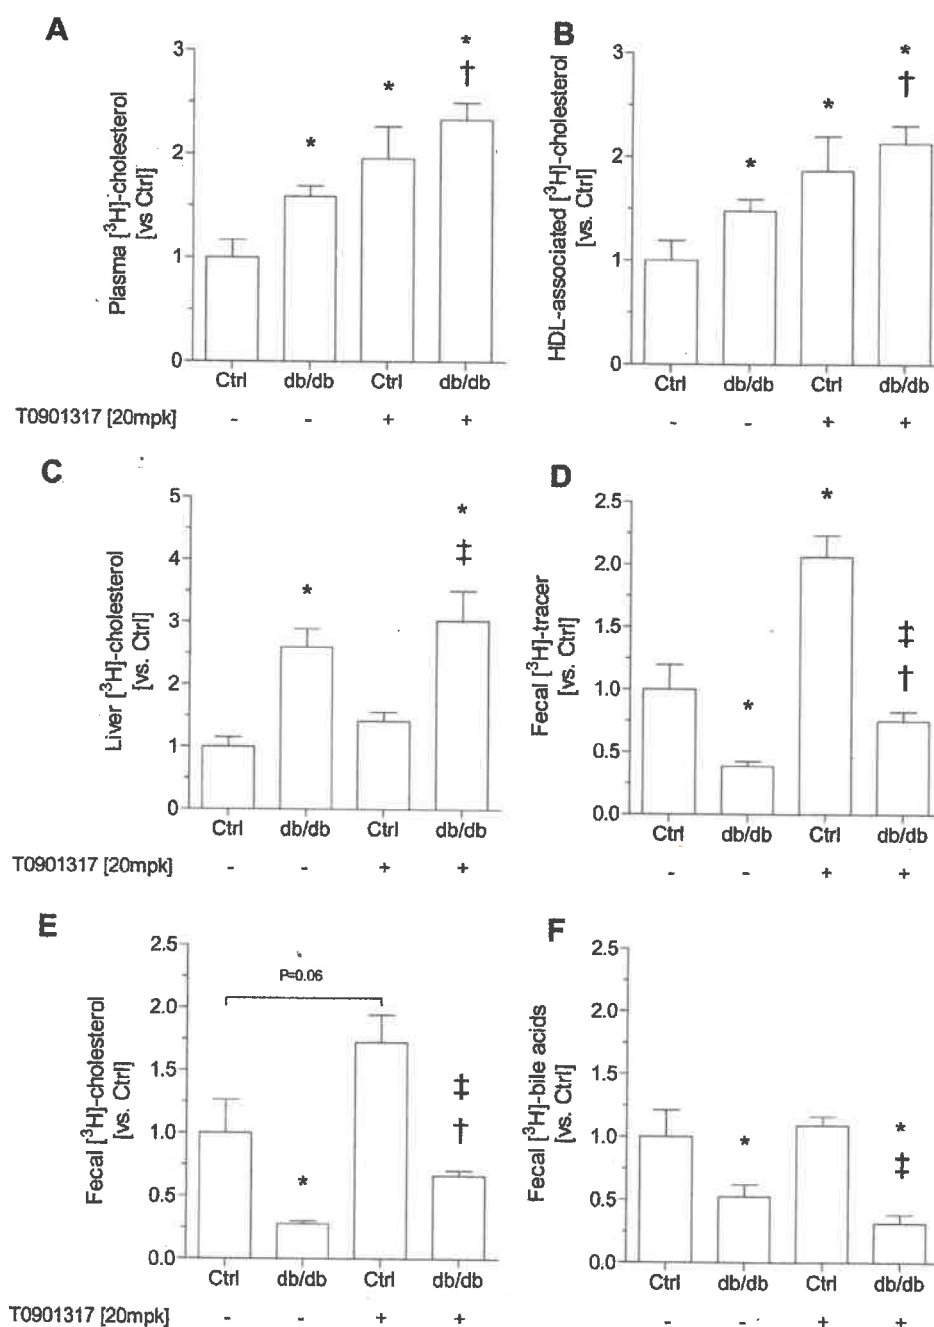 A
Plasma [³H]-cholesterol
[vs Ctrl]
3
2
1
0
*
*
*
†
Ctrl
db/db
Ctrl
db/db
T0901317 [20mpk]
-
-
+
+
B
HDL-associated [³H]-cholesterol
[vs. Ctrl]
3
2
1
0
*
*
*
†
Ctrl
db/db
Ctrl
db/db
-
-
+
+
C
Liver [³H]-cholesterol
[vs. Ctrl]
5
4
3
2
1
0
*
*
‡
Ctrl
db/db
Ctrl
db/db
T0901317 [20mpk]
-
-
+
+
D
Fecal [³H]-tracer
[vs. Ctrl]
2.5
2.0
1.5
1.0
0.5
0.0
*
*
‡
†
Ctrl
db/db
Ctrl
db/db
-
-
+
+
E
Fecal [³H]-cholesterol
[vs. Ctrl]
2.5
2.0
1.5
1.0
0.5
0.0
P=0.06
*
‡
†
Ctrl
db/db
Ctrl
db/db
T0901317 [20mpk]
-
-
+
+
F
Fecal [³H]-bile acids
[vs. Ctrl]
2.5
2.0
1.5
1.0
0.5
0.0
*
*
‡
Ctrl
db/db
Ctrl
db/db
-
-
+
+